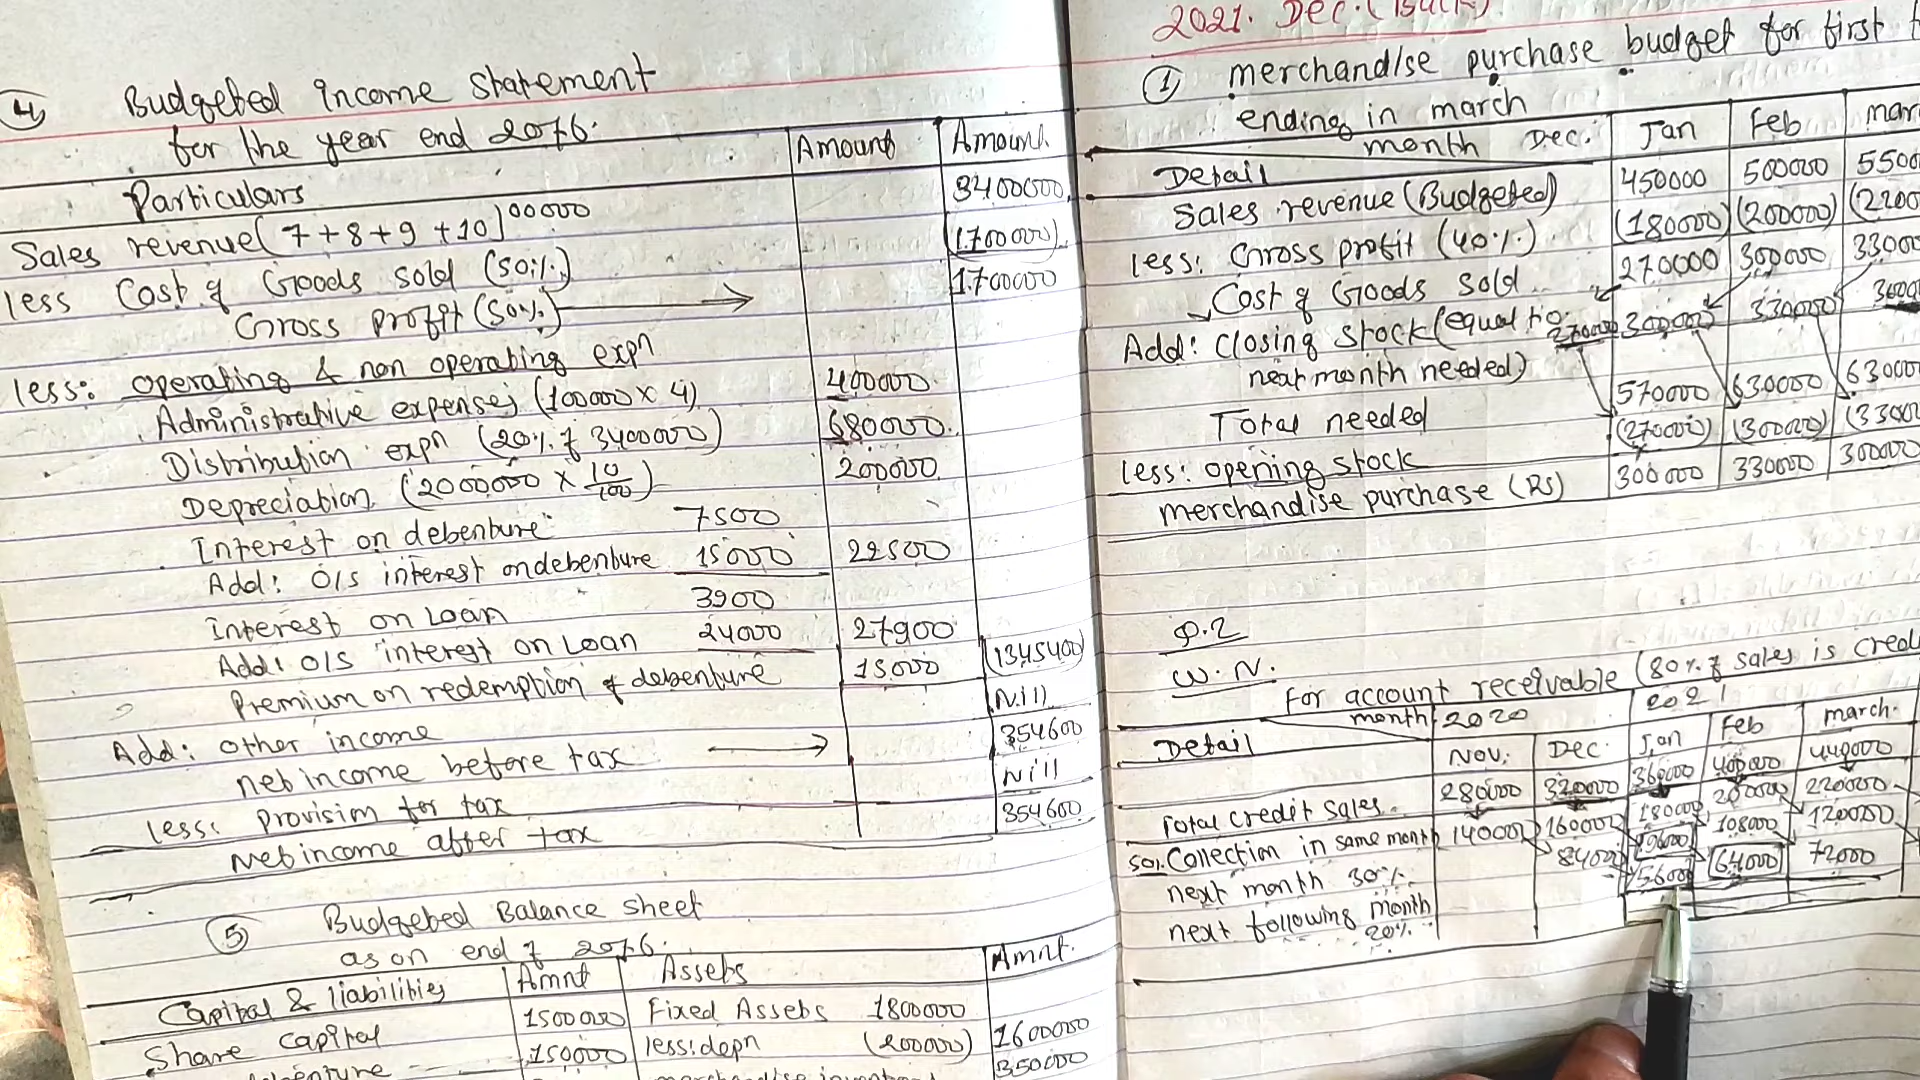 4 Budgeted income statement
for the year end 2076.
Particulars Amount Amount.
Sales revenue[7+8+9+10]00000 3400000
less Cost of Goods sold (50%) (1700000)
Gross profit (50%) 1700000
less: operating & non operating expn
Administrative expenses (100000 x 4) 400000
Distribution expn (20% of 3400000) 680000
Depreciation (2000000 x 10/100) 200000
Interest on debenture 7500
Add: O/s interest on debenture 15000 22500
Interest on Loan 3900
Add: O/s interest on Loan 24000 27900
Premium on redemption of debenture 15000 (1345400)
Add: other income Nill
net income before tax 354600
less: provision for tax Nill
Net income after tax 354600
5 Budgeted Balance sheet
as on end of 2076.
Capital & liabilities Amnt Assets Amnt.
Share capital 1500000 Fixed Assets 1800000
150000 less: depn (200000) 1600000
350000
2021. Dec.
1 merchandise purchase budget for first
ending in march
month Dec. Jan Feb mar
Detail
Sales revenue (Budgeted) 450000 500000 5500
less: Gross profit (40%) (180000) (200000) (2200
Cost of Goods sold 270000 300000 33000
Add: closing stock (equal to 270000 300000 330000 3000
next month needed)
Total needed 570000 630000 63000
less: opening stock (270000) (300000) (3300
merchandise purchase (RS) 300000 330000 300000
Q.2
W.N.
For account receivable (80% of sales is cred
month 2020 2021
Detail Nov. Dec. Jan Feb march.
Total credit sales. 280000 320000 360000 400000 440000
50% Collection in same month 140000 160000 180000 200000 220000
next month 30% 84000 96000 108000 120000
next following month 56000 64000 72000
20%